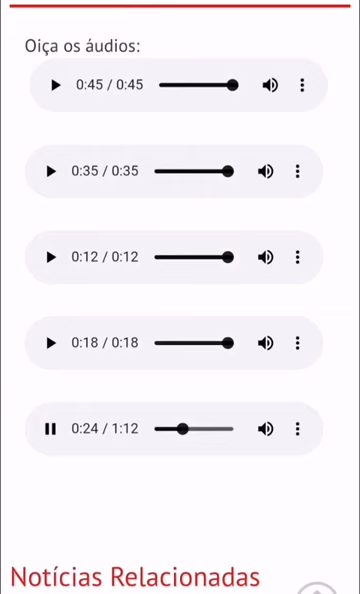 Oiça os áudios:
0:45 / 0:45
0:35 / 0:35
0:12 / 0:12
0:18 / 0:18
0:24 / 1:12
Notícias Relacionadas